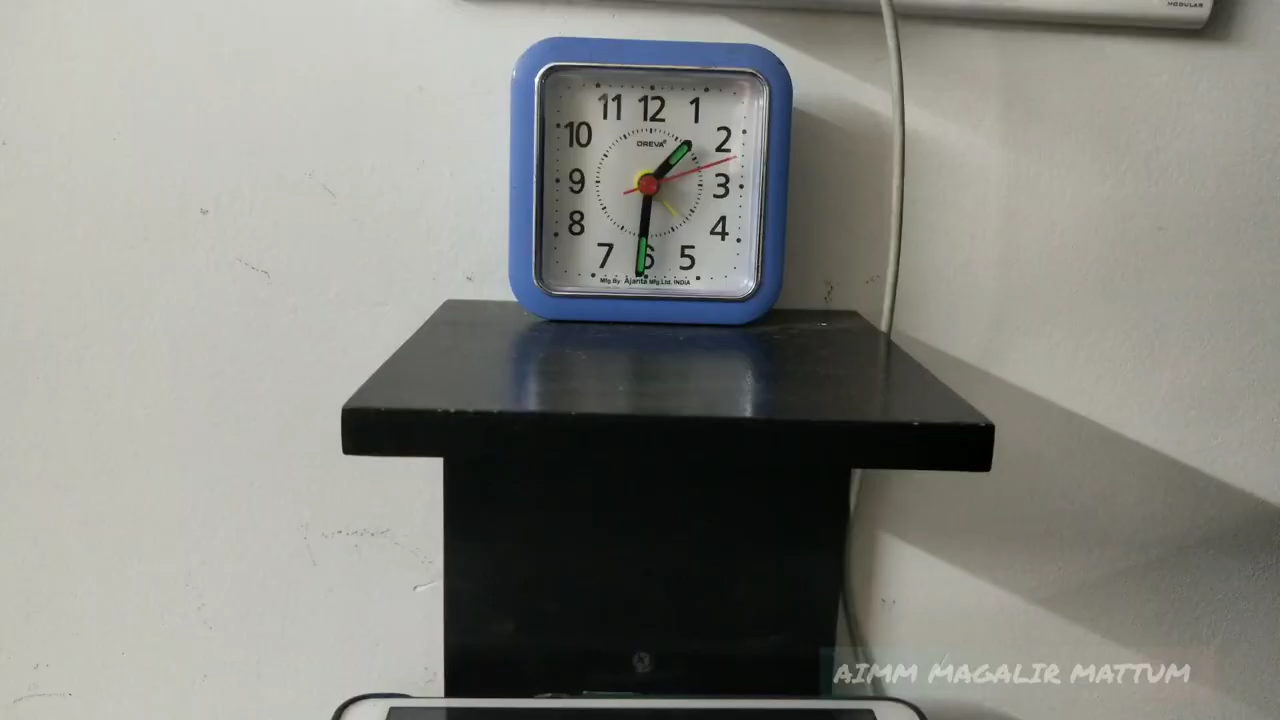 MODULAR
11 12 1
10 2
OREVA
9 3
8 4
7 6 5
Mfg.By. Ajanta Mfg.Ltd. INDIA
AIMM MAGALIR MATTUM